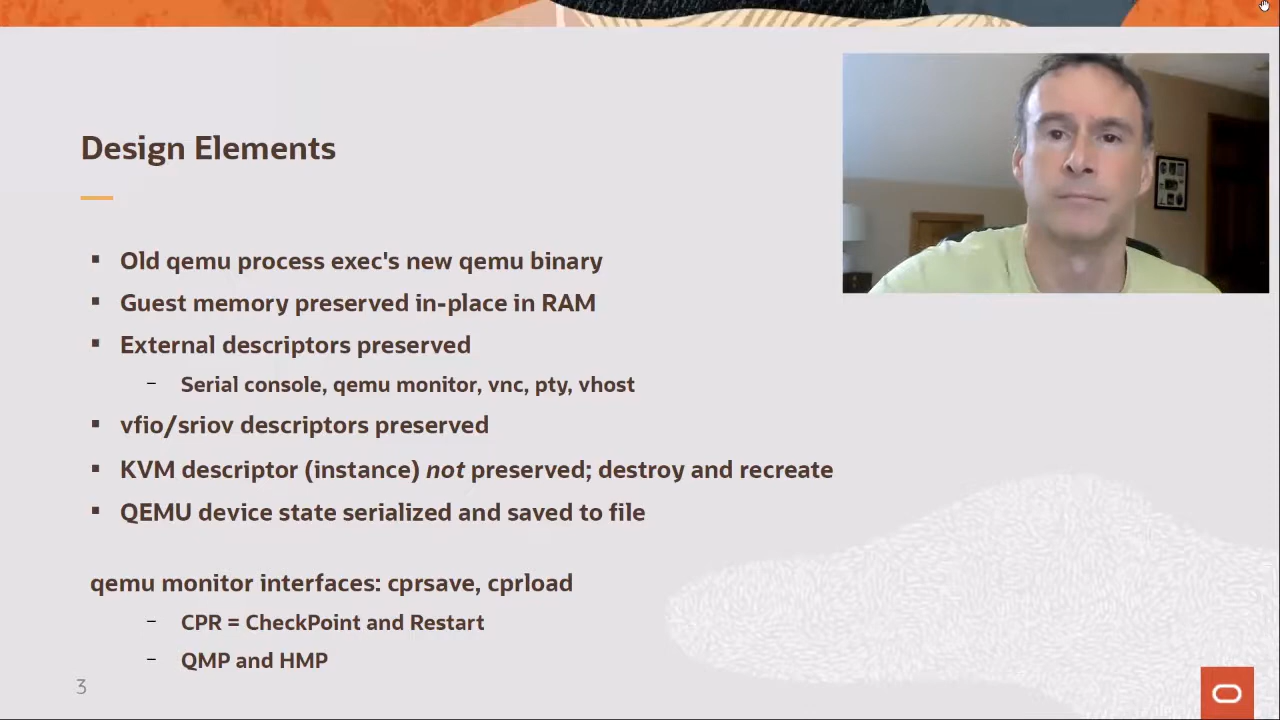 Design Elements
▪ Old qemu process exec's new qemu binary
▪ Guest memory preserved in-place in RAM
▪ External descriptors preserved
– Serial console, qemu monitor, vnc, pty, vhost
▪ vfio/sriov descriptors preserved
▪ KVM descriptor (instance) not preserved; destroy and recreate
▪ QEMU device state serialized and saved to file
qemu monitor interfaces: cprsave, cprload
– CPR = CheckPoint and Restart
– QMP and HMP
3